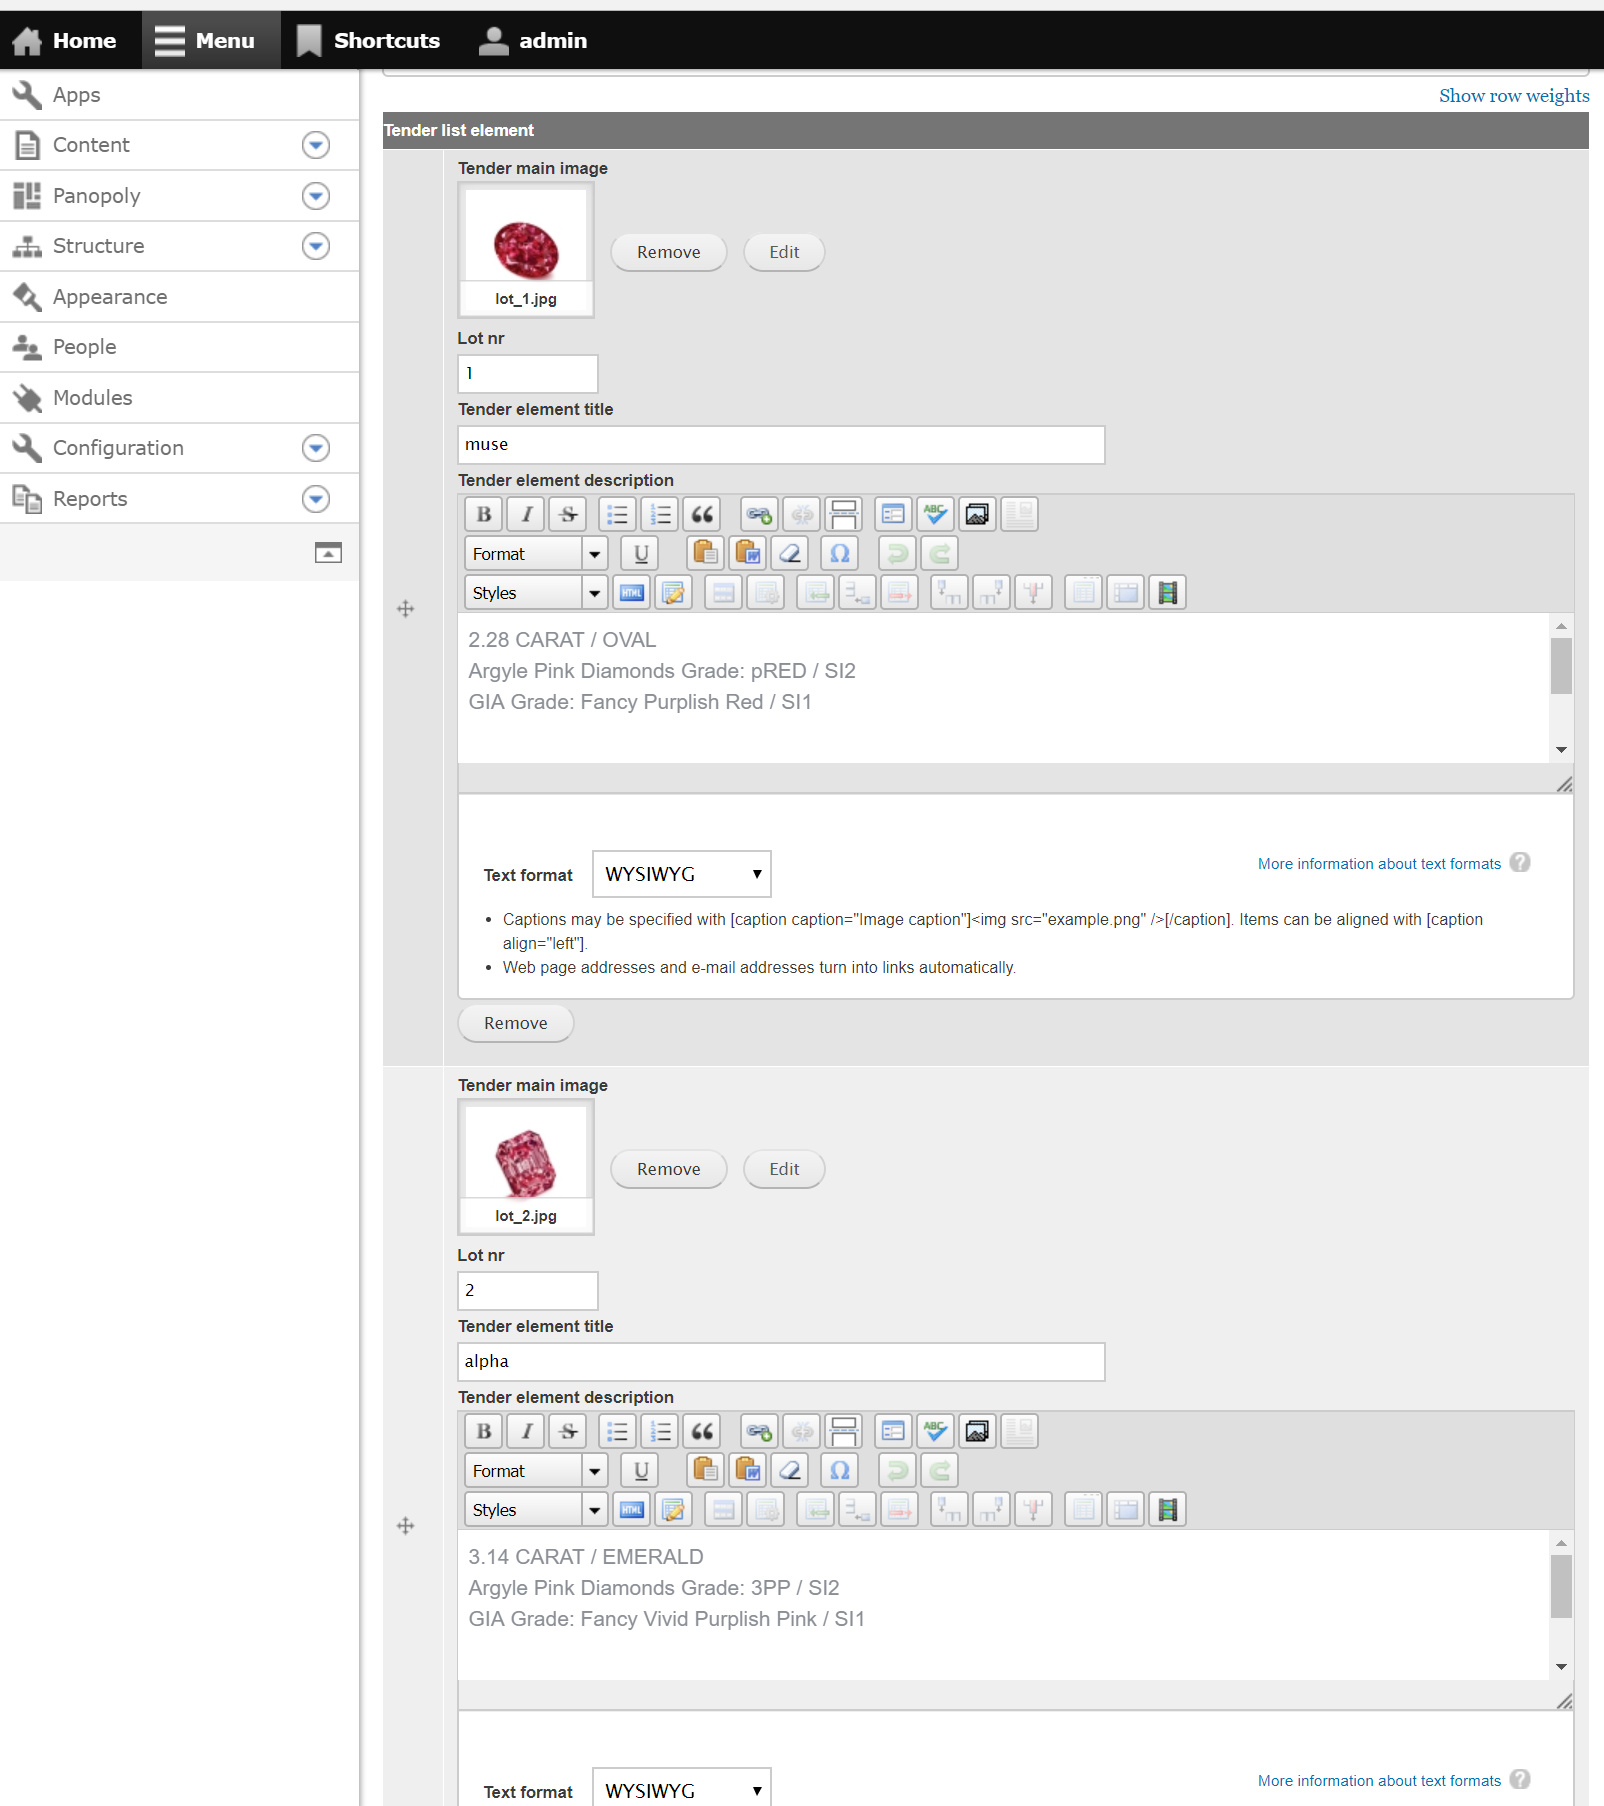 Home
Menu
Shortcuts
admin
Apps
Content
Panopoly
Structure
Appearance
People
Modules
Configuration
Reports
Show row weights
Tender list element
Tender main image
lot_1.jpg
Remove
Edit
Lot nr
1
Tender element title
muse
Tender element description
B I S
ABC
Format
U
Ω
Styles
HTML
2.28 CARAT / OVAL
Argyle Pink Diamonds Grade: pRED / SI2
GIA Grade: Fancy Purplish Red / SI1
Text format
WYSIWYG
More information about text formats ?
Captions may be specified with [caption caption="Image caption"]<img src="example.png" />[/caption]. Items can be aligned with [caption
align="left"].
Web page addresses and e-mail addresses turn into links automatically.
Remove
Tender main image
lot_2.jpg
Remove
Edit
Lot nr
2
Tender element title
alpha
Tender element description
B I S
ABC
Format
U
Ω
Styles
HTML
3.14 CARAT / EMERALD
Argyle Pink Diamonds Grade: 3PP / SI2
GIA Grade: Fancy Vivid Purplish Pink / SI1
Text format
WYSIWYG
More information about text formats ?